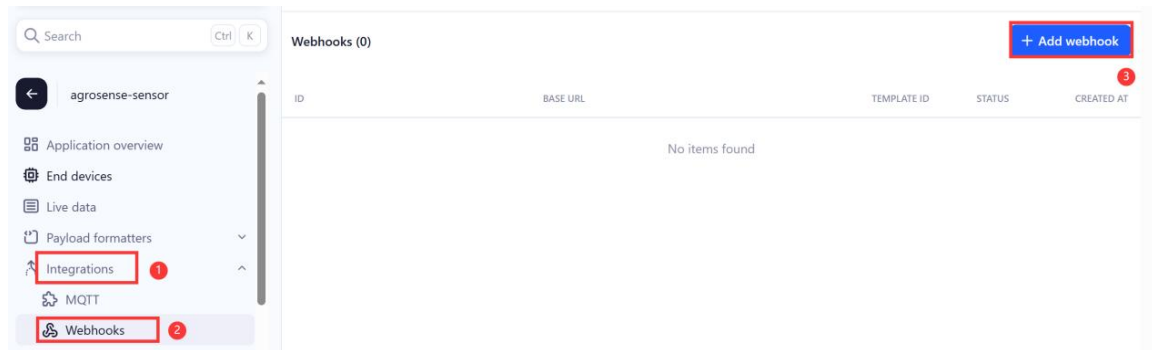 Search
Ctrl K
agrosense-sensor
Application overview
End devices
Live data
Payload formatters
Integrations 1
MQTT
Webhooks 2
Webhooks (0)
+ Add webhook
3
ID BASE URL TEMPLATE ID STATUS CREATED AT
No items found